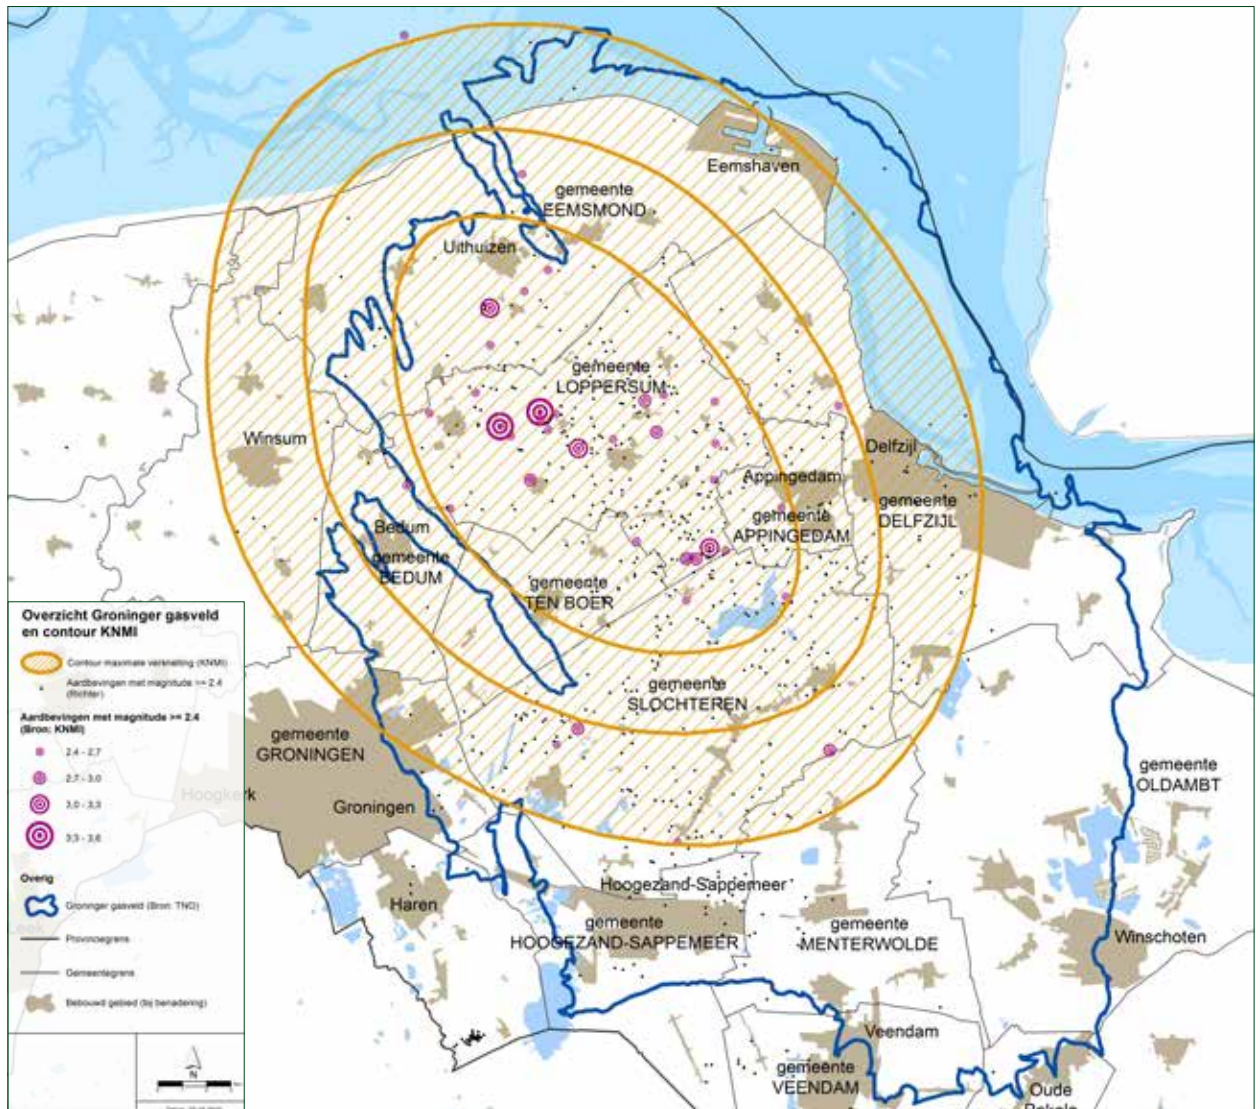 Eemshaven
gemeente
EEMSMOND
Uithuizen
gemeente
LOPPERSUM
Winsum
Delfzijl
Appingedam
gemeente
DELFZIJL
gemeente
APPINGEDAM
Bedum
gemeente
BEDUM
gemeente
TEN BOER
gemeente
SLOCHTEREN
gemeente
GRONINGEN
gemeente
OLDAMBT
Hoogkerk
Groningen
Haren
Leek
Hoogezand-Sappemeer
gemeente
HOOGEZAND-SAPPEMEER
gemeente
MENTERWOLDE
Winschoten
Veendam
gemeente
VEENDAM
Oude
Pekela
Overzicht Groninger gasveld
en contour KNMI
Contour maximale versnelling (KNMI)
Aardbevingen met magnitude >= 2.4
(Richter)
Aardbevingen met magnitude >= 2.4
(Bron: KNMI)
2,4 - 2,7
2,7 - 3,0
3,0 - 3,3
3,3 - 3,6
Overig
Groninger gasveld (Bron: TNO)
Provinciegrens
Gemeentegrens
Bebouwd gebied (bij benadering)
N